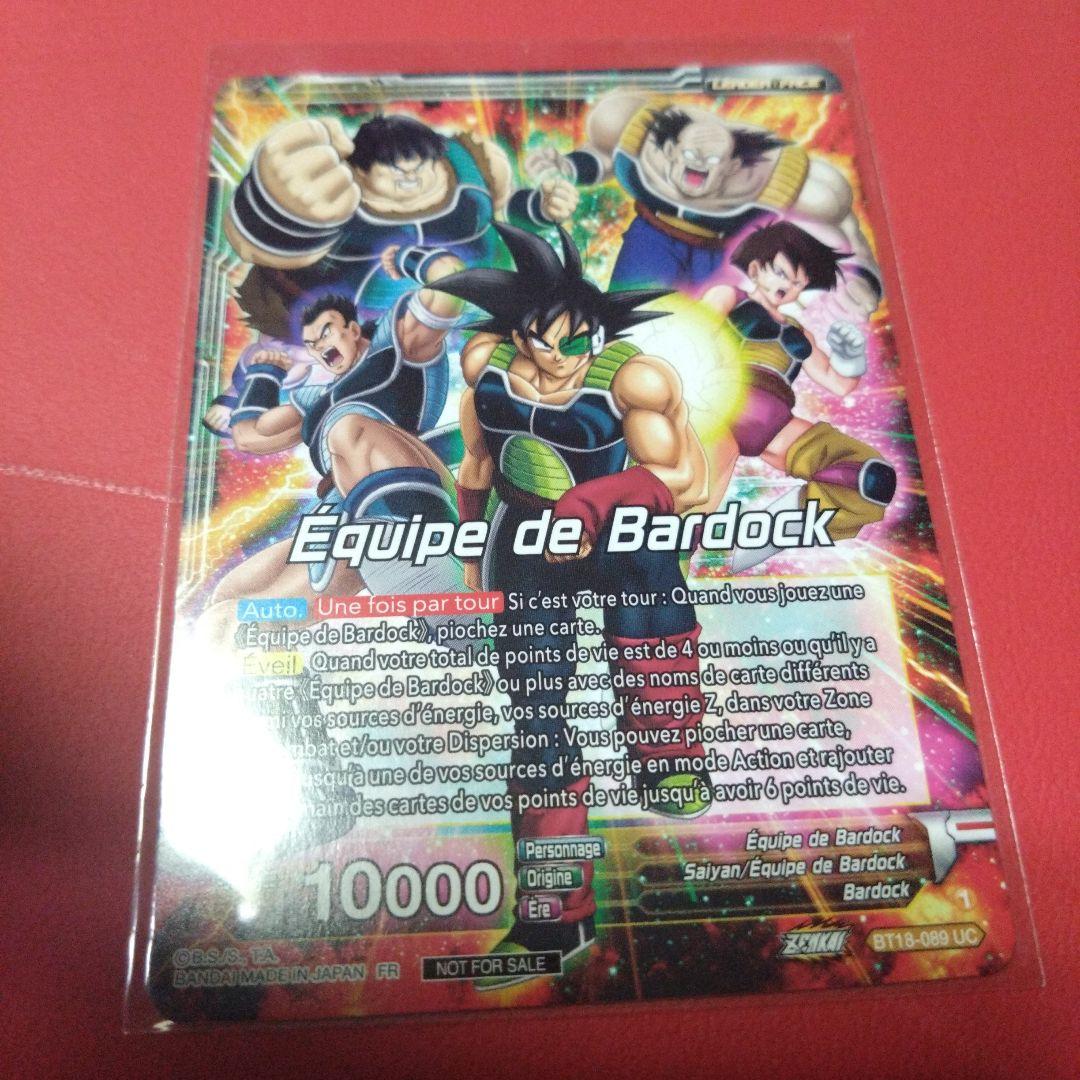 LEADER : FACE
Équipe de Bardock
Auto. Une fois par tour Si c'est votre tour : Quand vous jouez une
《Équipe de Bardock》, piochez une carte.
Éveil Quand votre total de points de vie est de 4 ou moins ou qu'il y a
uatre 《Équipe de Bardock》 ou plus avec des noms de carte différents
mi vos sources d'énergie, vos sources d'énergie Z, dans votre Zone
mbat et/ou votre Dispersion : Vous pouvez piocher une carte,
jusqu'à une de vos sources d'énergie en mode Action et rajouter
ain des cartes de vos points de vie jusqu'à avoir 6 points de vie.
10000
Personnage Équipe de Bardock
Origine Saiyan/Équipe de Bardock
Ère Bardock
1
©B.S./S., T.A.
ZENKAI BT18-089 UC
BANDAI MADE IN JAPAN FR NOT FOR SALE